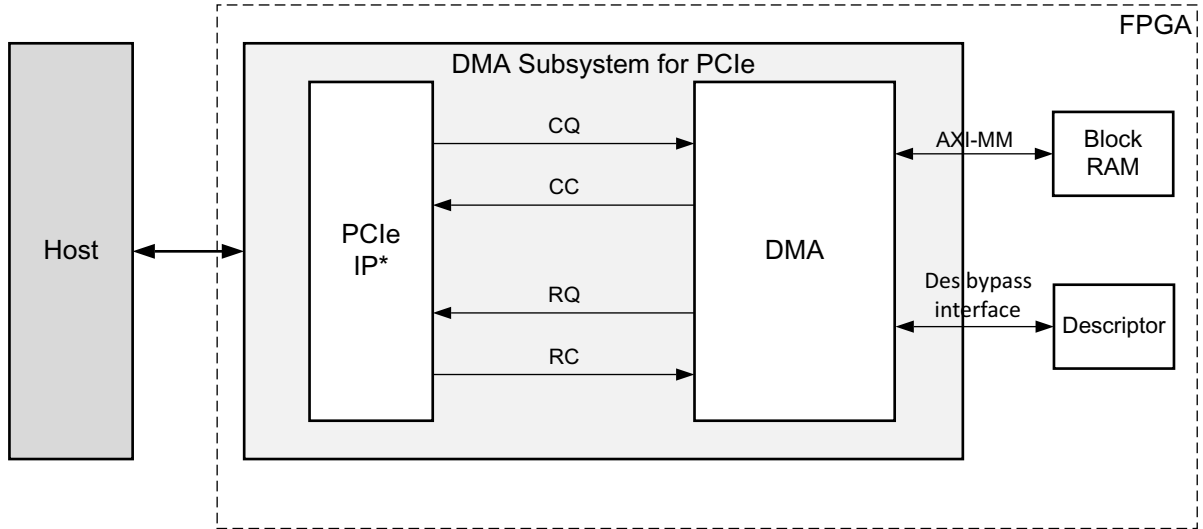 FPGA
DMA Subsystem for PCIe
CQ
CC
RQ
RC
Host
PCIe
IP*
DMA
AXI-MM
Block
RAM
Des bypass
interface
Descriptor